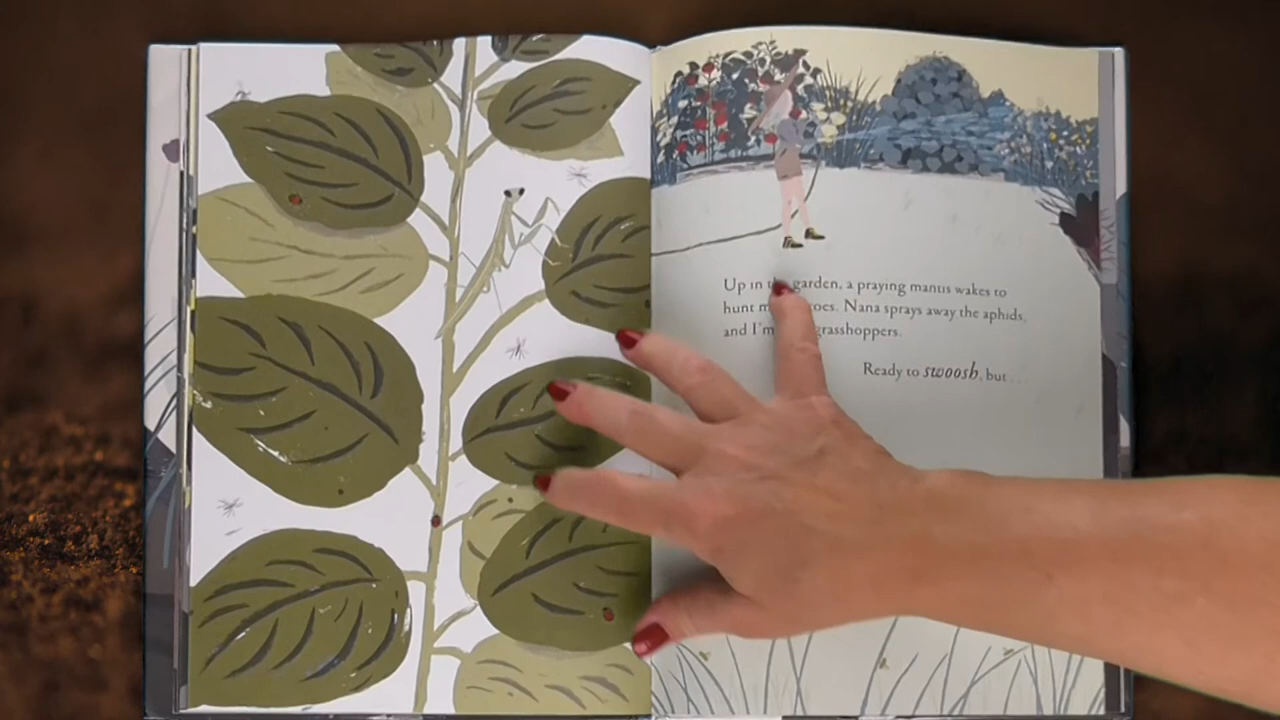 Up in the garden, a praying mantis wakes to
hunt m toes. Nana sprays away the aphids,
and I'm grasshoppers.
Ready to swoosh, but . . .